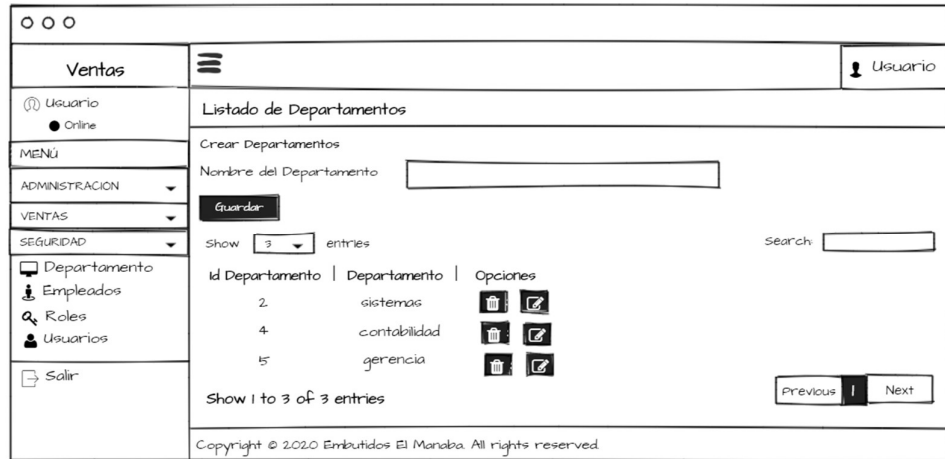 Ventas
Usuario
Usuario
Online
MENÚ
ADMINISTRACION
VENTAS
SEGURIDAD
Departamento
Empleados
Roles
Usuarios
Salir
Listado de Departamentos
Crear Departamentos
Nombre del Departamento
Guardar
Show 3 entries
Search:
Id Departamento | Departamento | Opciones
2 sistemas
4 contabilidad
5 gerencia
Show 1 to 3 of 3 entries
Previous 1 Next
Copyright © 2020 Embutidos El Manaba. All rights reserved.